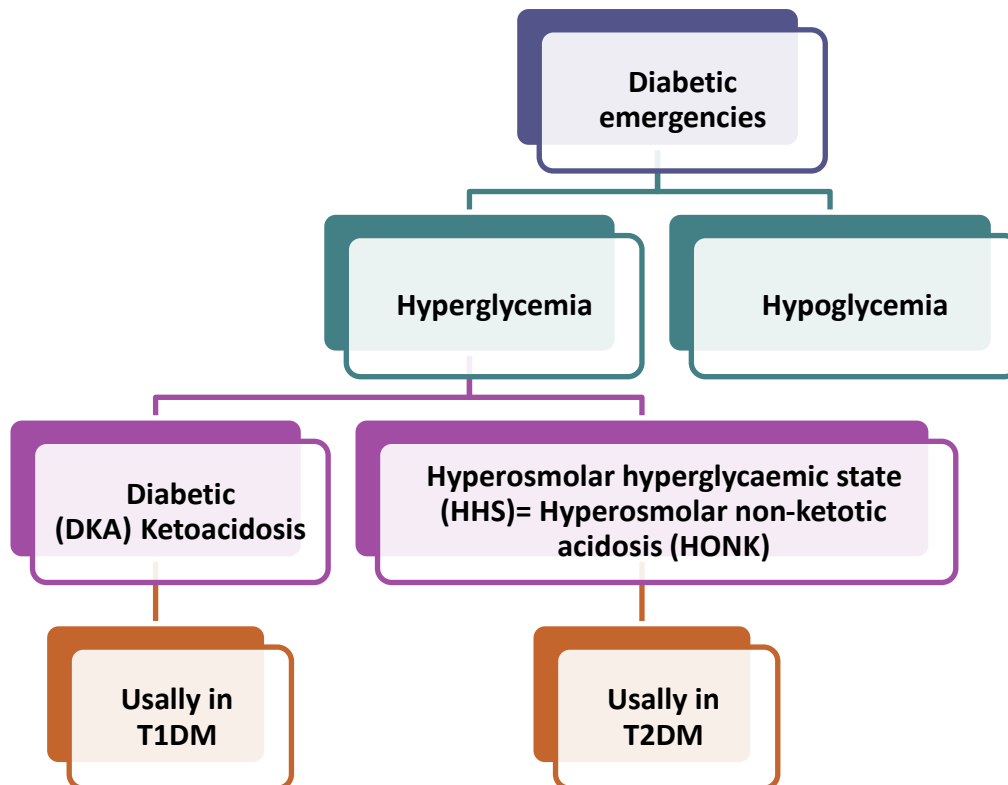 Diabetic
emergencies
Hyperglycemia
Hypoglycemia
Diabetic
(DKA) Ketoacidosis
Hyperosmolar hyperglycaemic state
(HHS)= Hyperosmolar non-ketotic
acidosis (HONK)
Usally in
T1DM
Usally in
T2DM